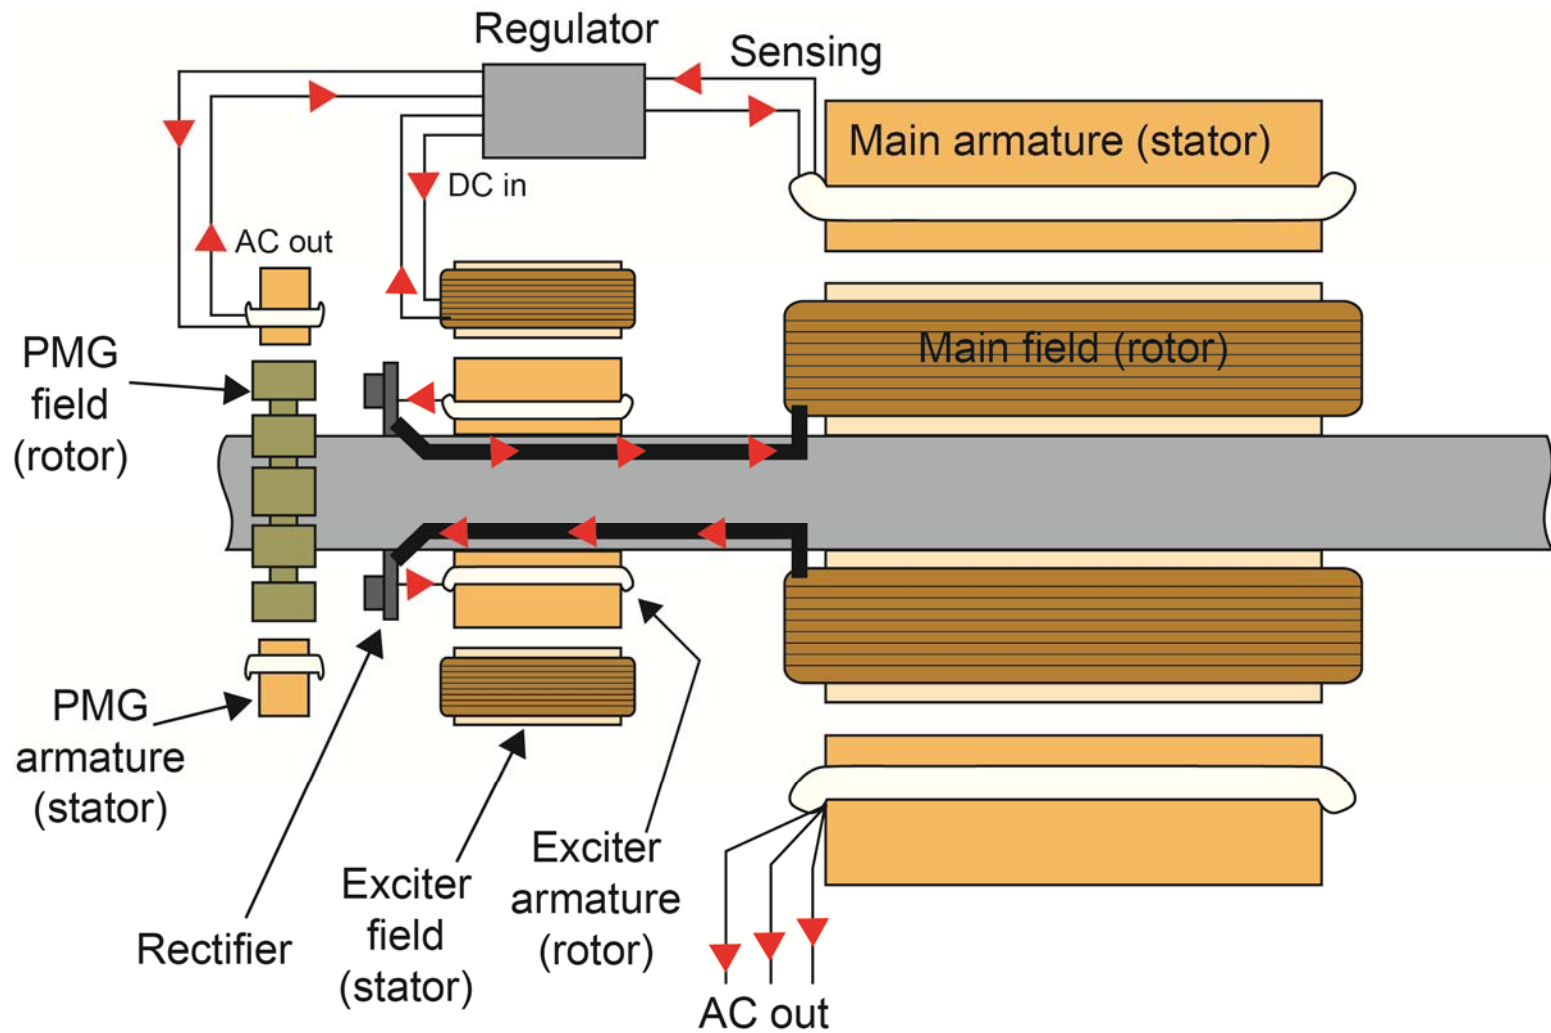 Regulator
Sensing
Main armature (stator)
DC in
AC out
PMG
field
(rotor)
Main field (rotor)
PMG
armature
(stator)
Exciter
armature
(rotor)
Exciter
field
(stator)
Rectifier
AC out